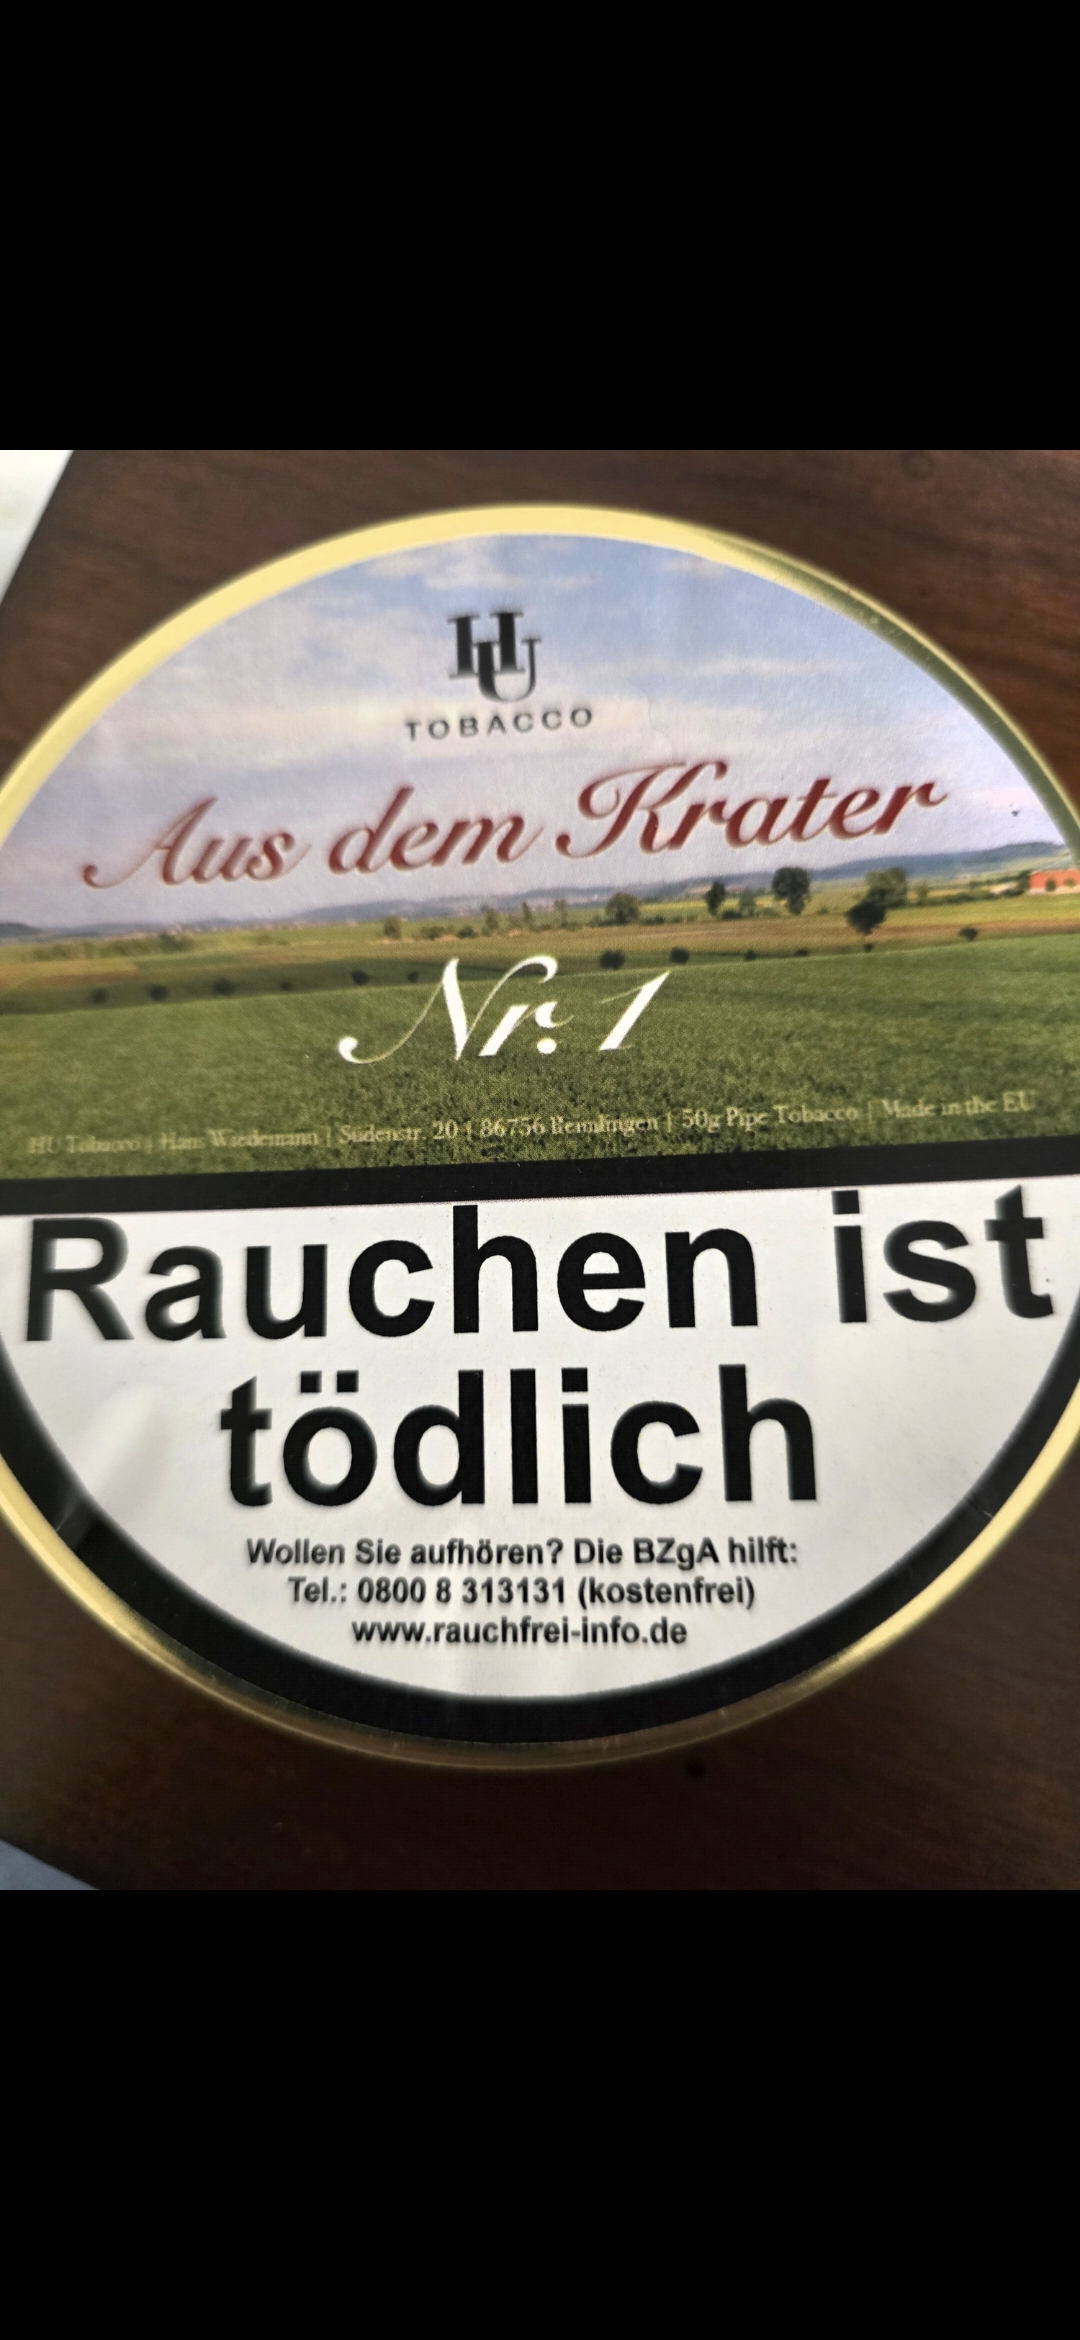 HU
TOBACCO
Aus dem Krater
Nr. 1
HU Tobacco | Hans Wiedemann | Südenstr. 20 | 86756 Reimlingen | 50g Pipe Tobacco | Made in the EU
Rauchen ist
tödlich
Wollen Sie aufhören? Die BZgA hilft:
Tel.: 0800 8 313131 (kostenfrei)
www.rauchfrei-info.de